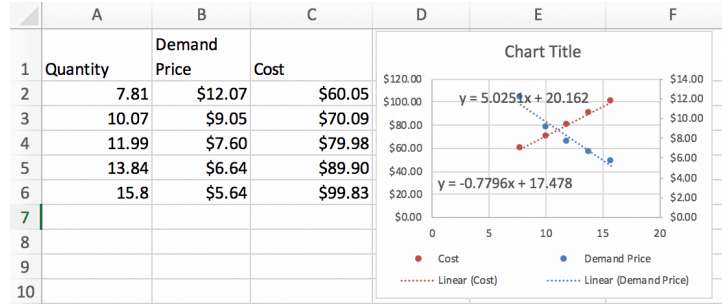 A B C D E F
1 Quantity Demand Price Cost
2 7.81 $12.07 $60.05
3 10.07 $9.05 $70.09
4 11.99 $7.60 $79.98
5 13.84 $6.64 $89.90
6 15.8 $5.64 $99.83
7
8
9
10
Chart Title
$120.00 $14.00
$100.00 $12.00
$80.00 $10.00
$60.00 $8.00
$40.00 $6.00
$20.00 $4.00
$0.00 $2.00
$0.00
y = 5.0251x + 20.162
y = -0.7796x + 17.478
0 5 10 15 20
Cost Demand Price
Linear (Cost) Linear (Demand Price)